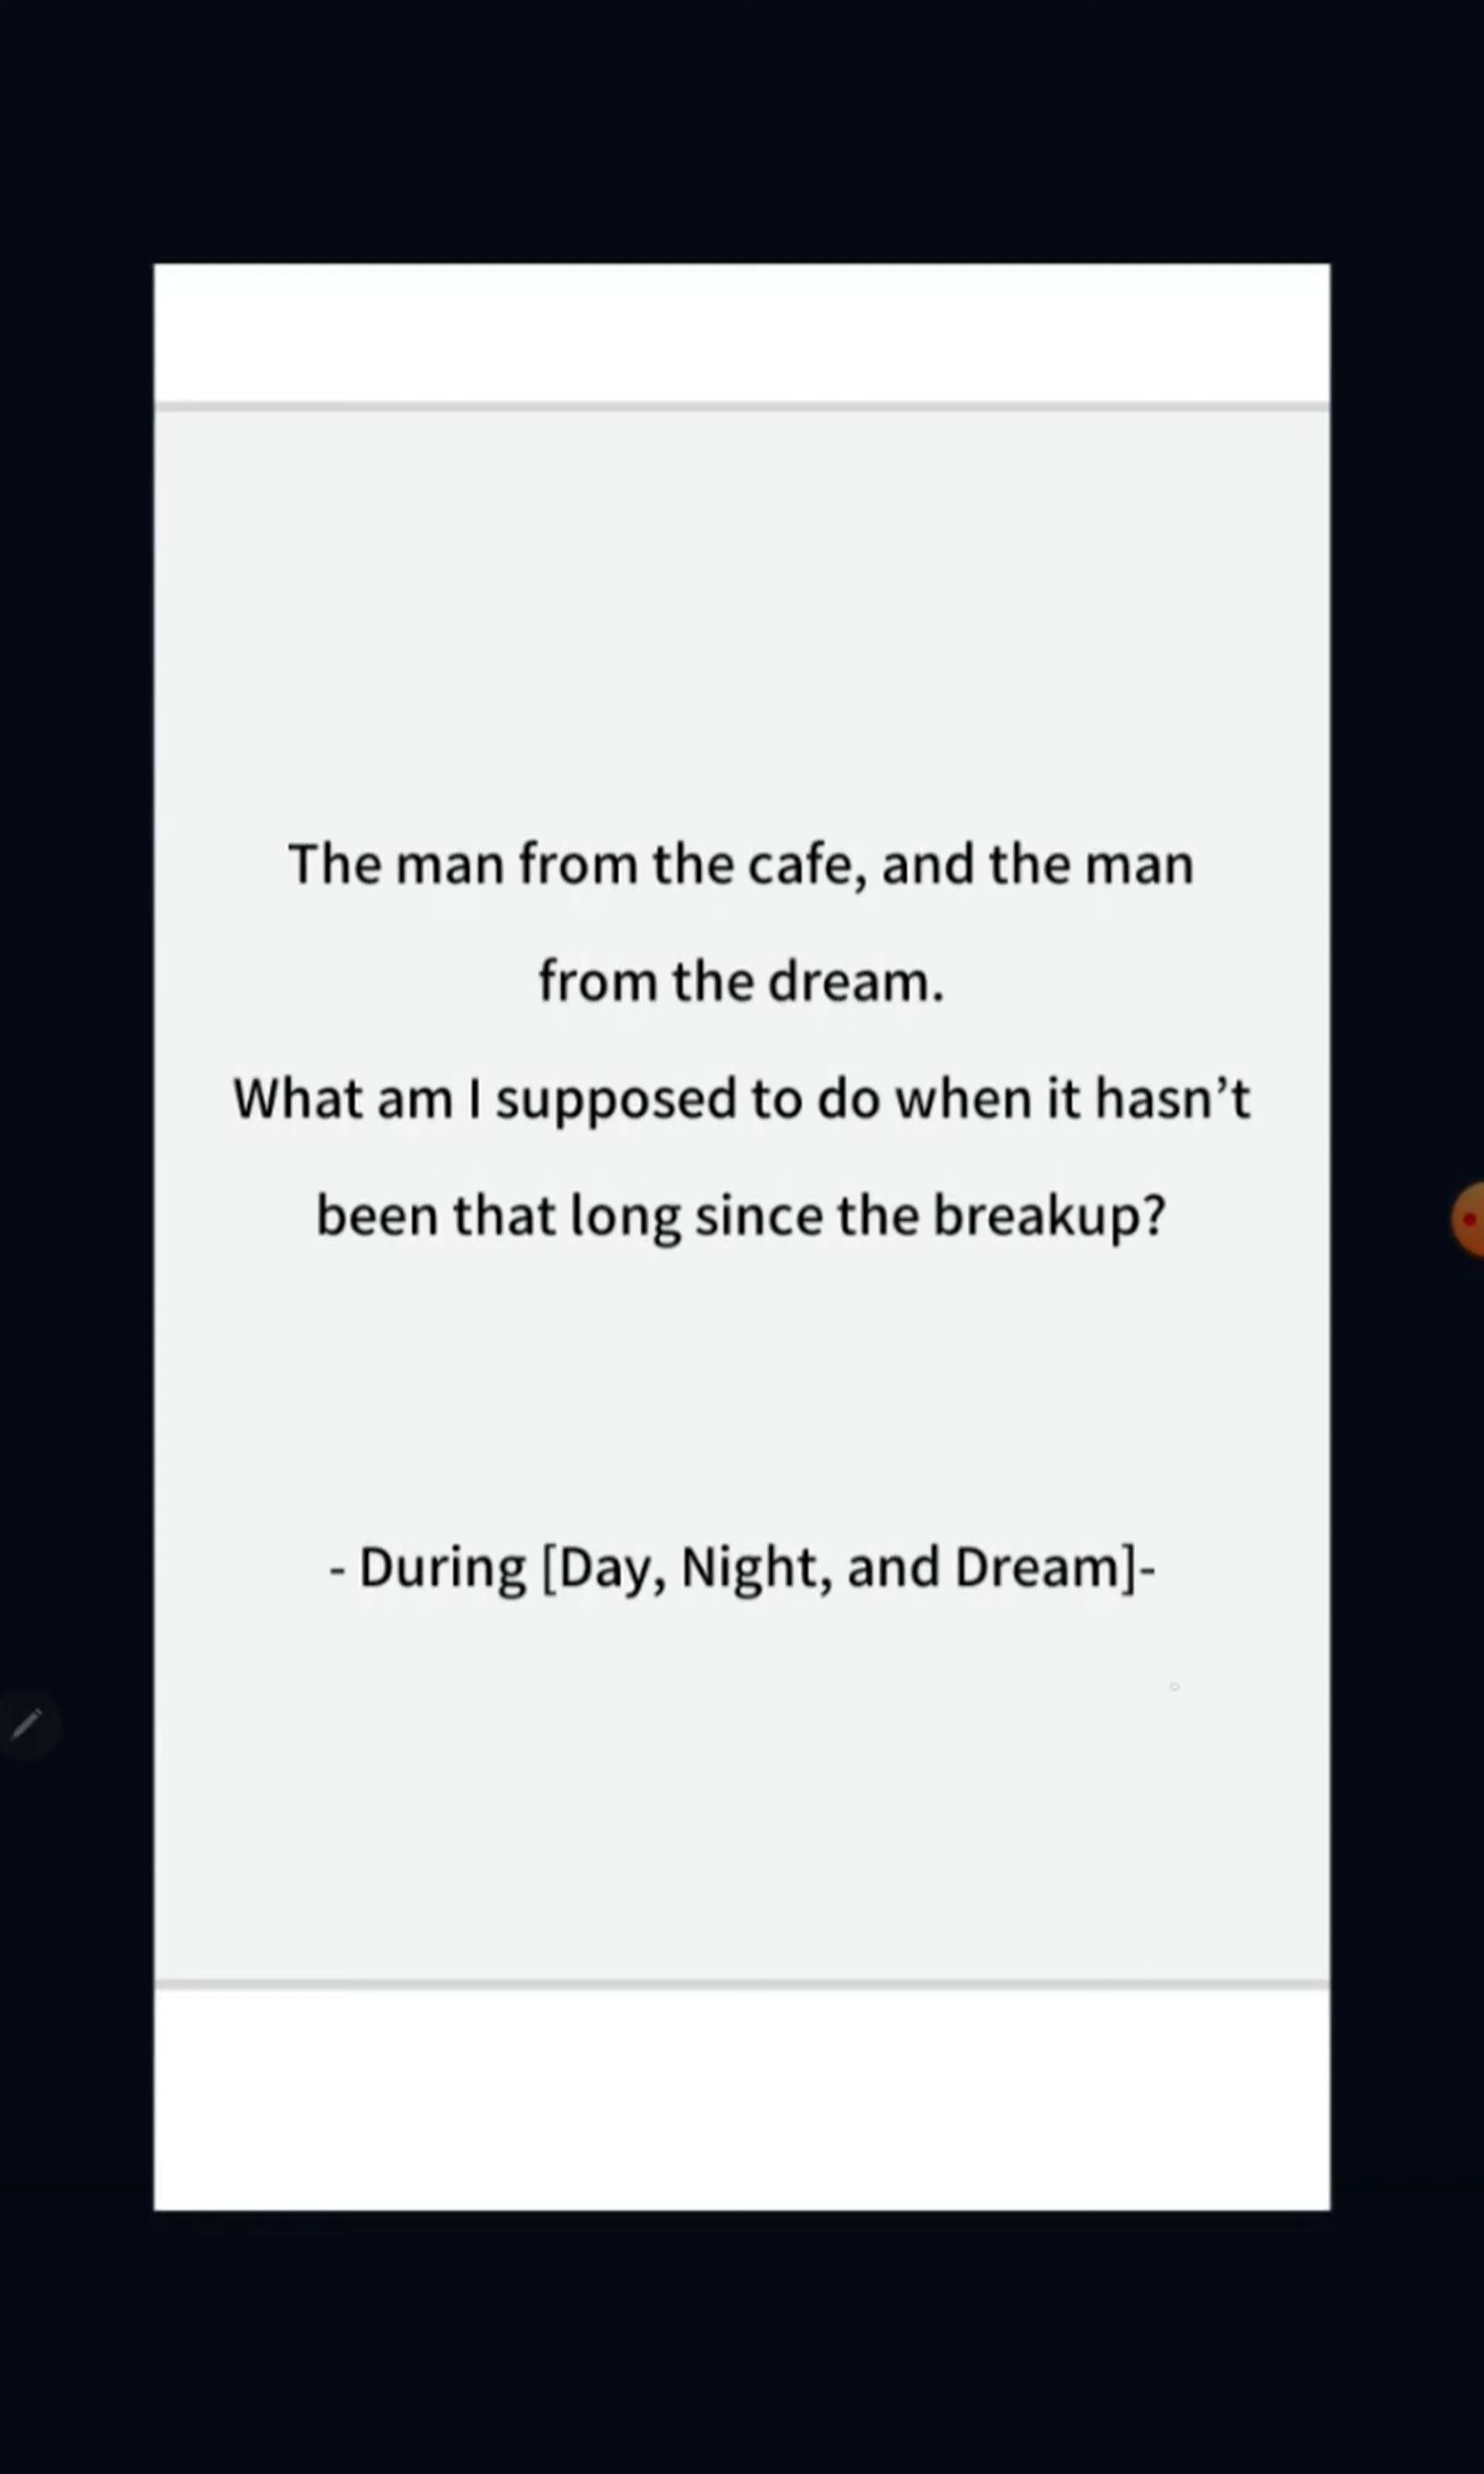 The man from the cafe, and the man
from the dream.
What am I supposed to do when it hasn’t
been that long since the breakup?
- During [Day, Night, and Dream]-